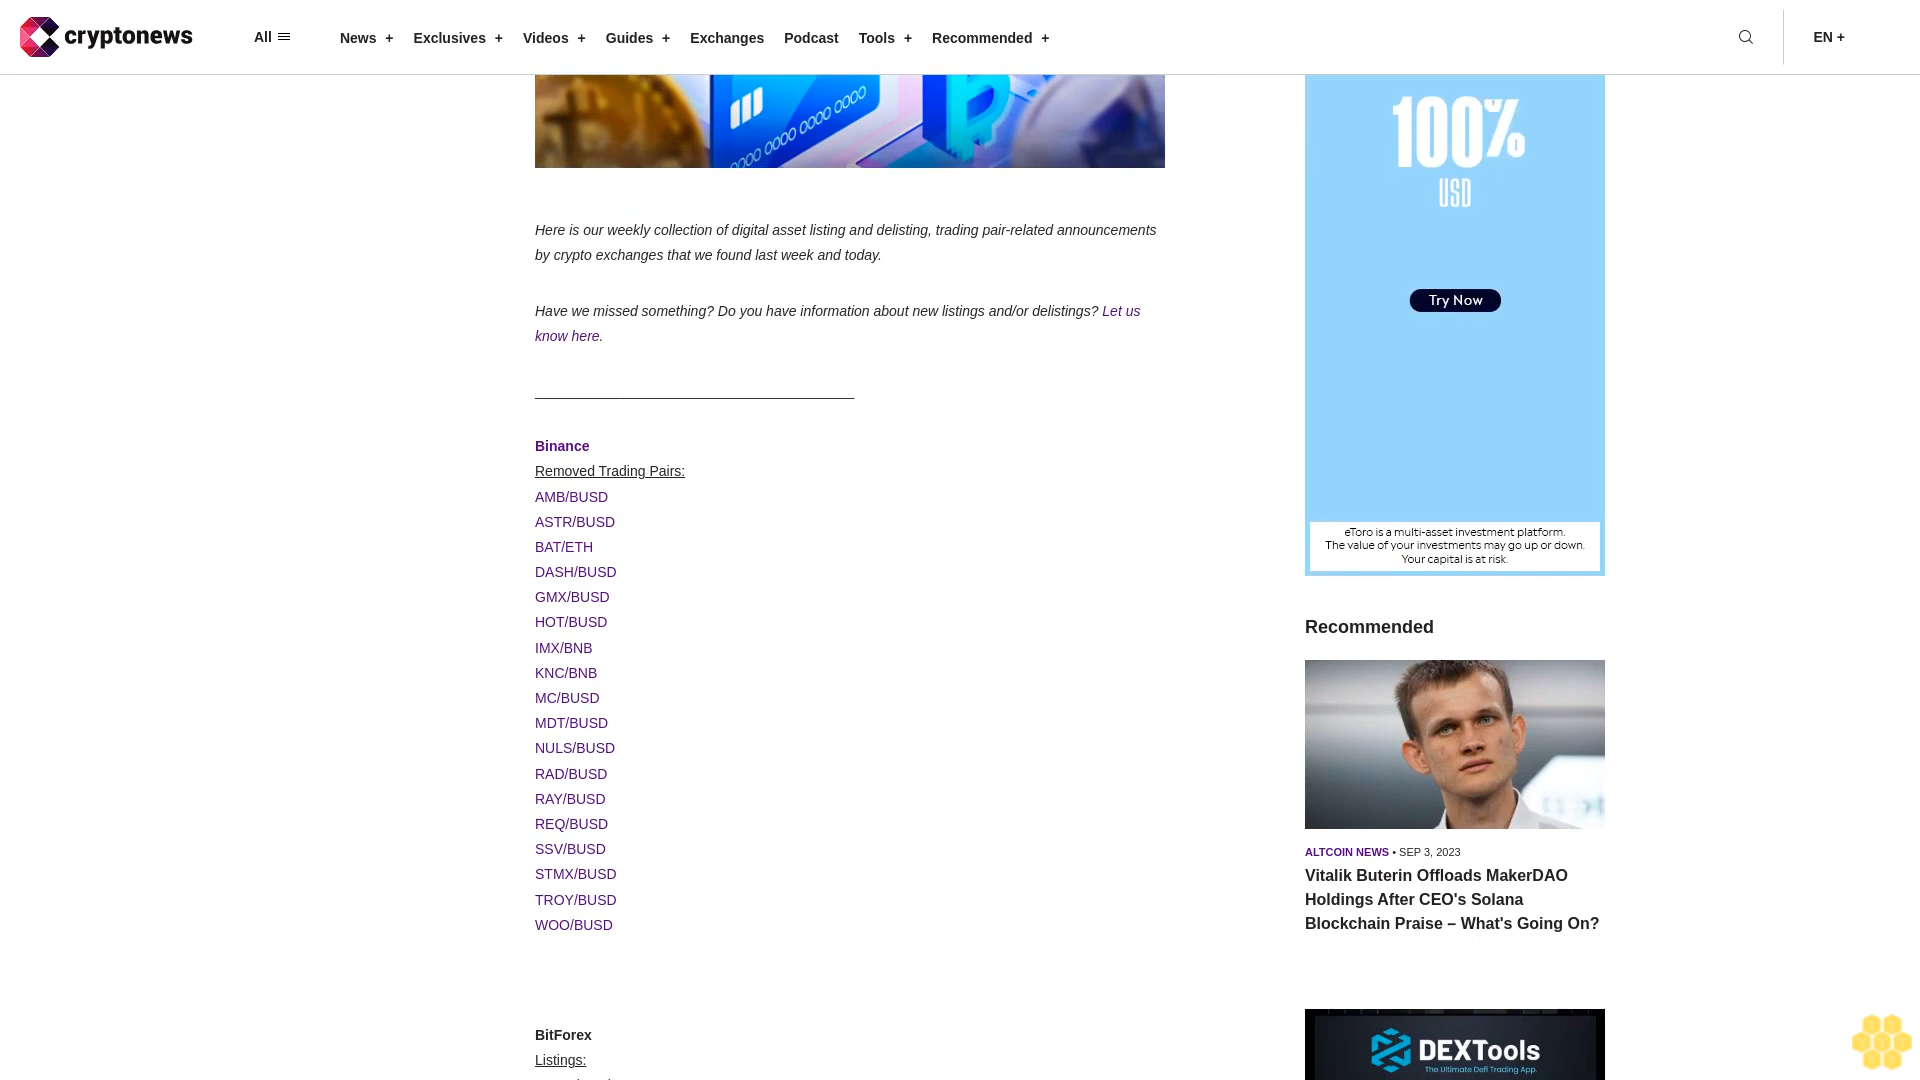 cryptonews
All
News +
Exclusives +
Videos +
Guides +
Exchanges
Podcast
Tools +
Recommended +
EN +
0000 0000 0000
100%
USD
Try Now
eToro is a multi-asset investment platform.
The value of your investments may go up or down.
Your capital is at risk.
Here is our weekly collection of digital asset listing and delisting, trading pair-related announcements
by crypto exchanges that we found last week and today.
Have we missed something? Do you have information about new listings and/or delistings? Let us
know here.
Binance
Removed Trading Pairs:
AMB/BUSD
ASTR/BUSD
BAT/ETH
DASH/BUSD
GMX/BUSD
HOT/BUSD
IMX/BNB
KNC/BNB
MC/BUSD
MDT/BUSD
NULS/BUSD
RAD/BUSD
RAY/BUSD
REQ/BUSD
SSV/BUSD
STMX/BUSD
TROY/BUSD
WOO/BUSD
BitForex
Listings:
Recommended
ALTCOIN NEWS • SEP 3, 2023
Vitalik Buterin Offloads MakerDAO
Holdings After CEO's Solana
Blockchain Praise – What's Going On?
DEXTools
The Ultimate Defi Trading App.